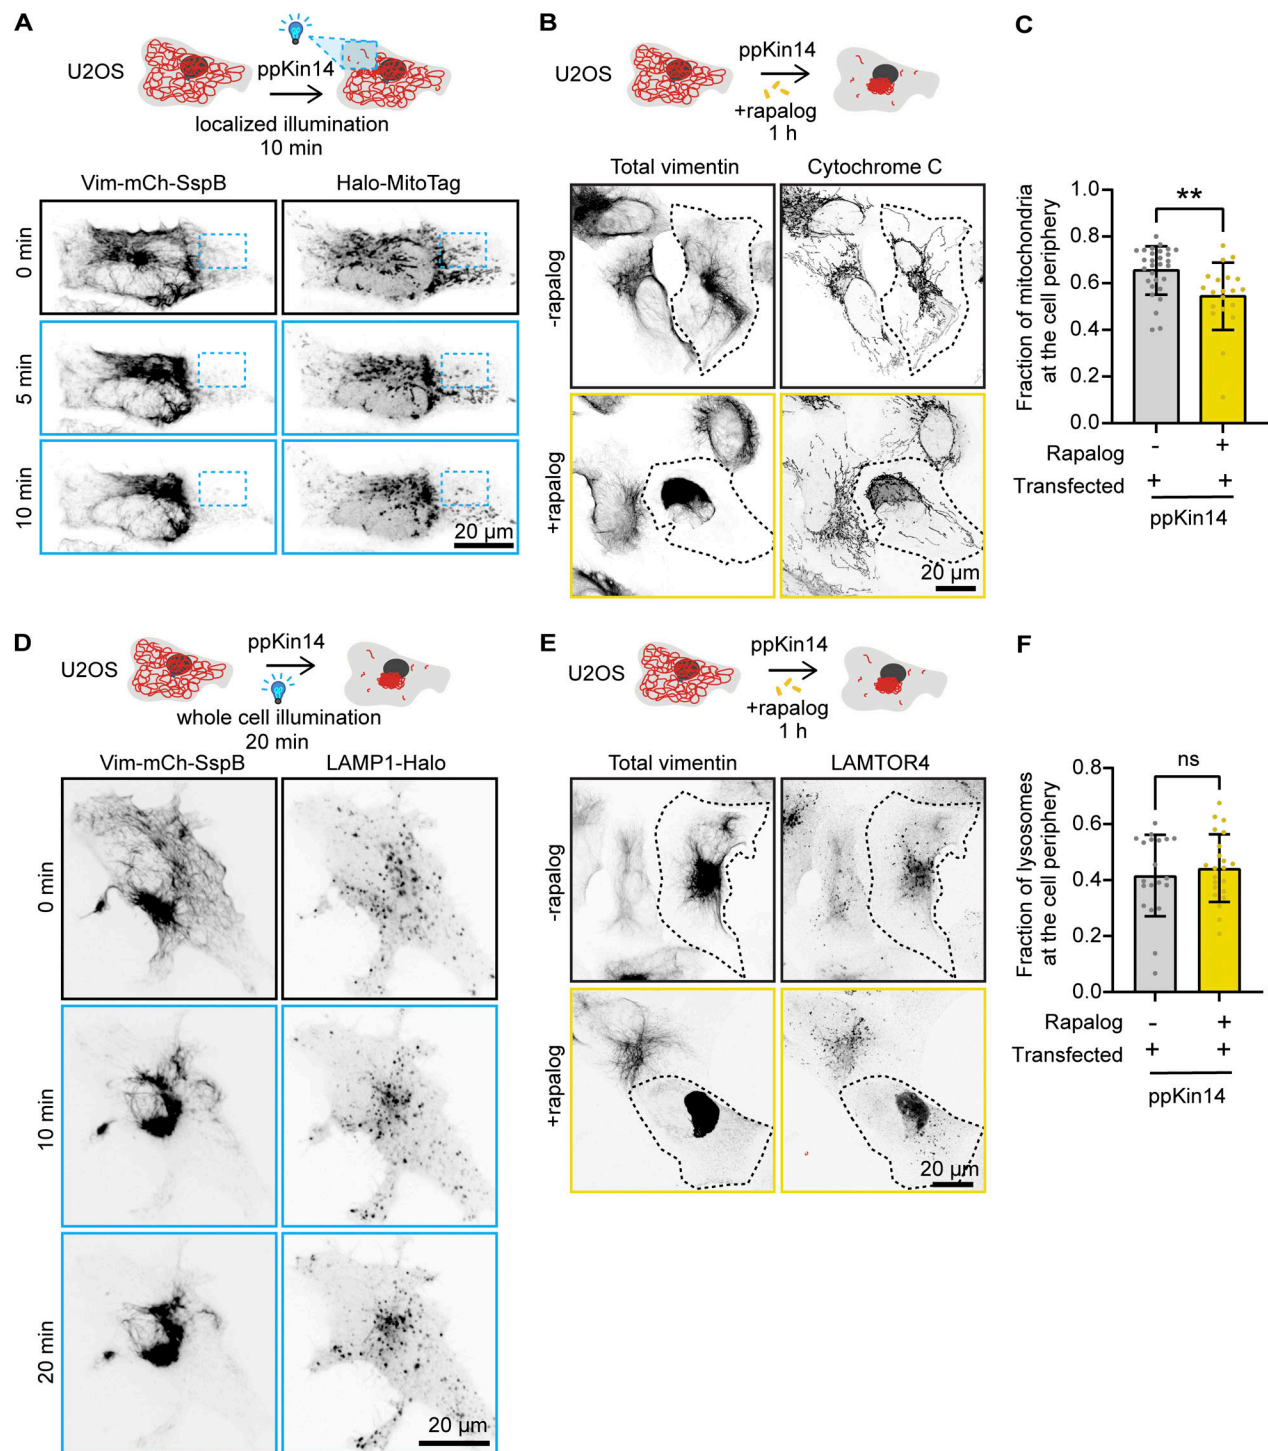 A
U2OS
ppKin14
localized illumination
10 min
Vim-mCh-SspB
Halo-MitoTag
0 min
5 min
10 min
20 µm
B
U2OS
ppKin14
+rapalog
1 h
Total vimentin
Cytochrome C
-rapalog
+rapalog
20 µm
C
Fraction of mitochondria
at the cell periphery
1.0
0.8
0.6
0.4
0.2
0.0
**
Rapalog - +
Transfected + +
ppKin14
D
U2OS
ppKin14
whole cell illumination
20 min
Vim-mCh-SspB
LAMP1-Halo
0 min
10 min
20 min
20 µm
E
U2OS
ppKin14
+rapalog
1 h
Total vimentin
LAMTOR4
-rapalog
+rapalog
20 µm
F
Fraction of lysosomes
at the cell periphery
0.8
0.6
0.4
0.2
0.0
ns
Rapalog - +
Transfected + +
ppKin14